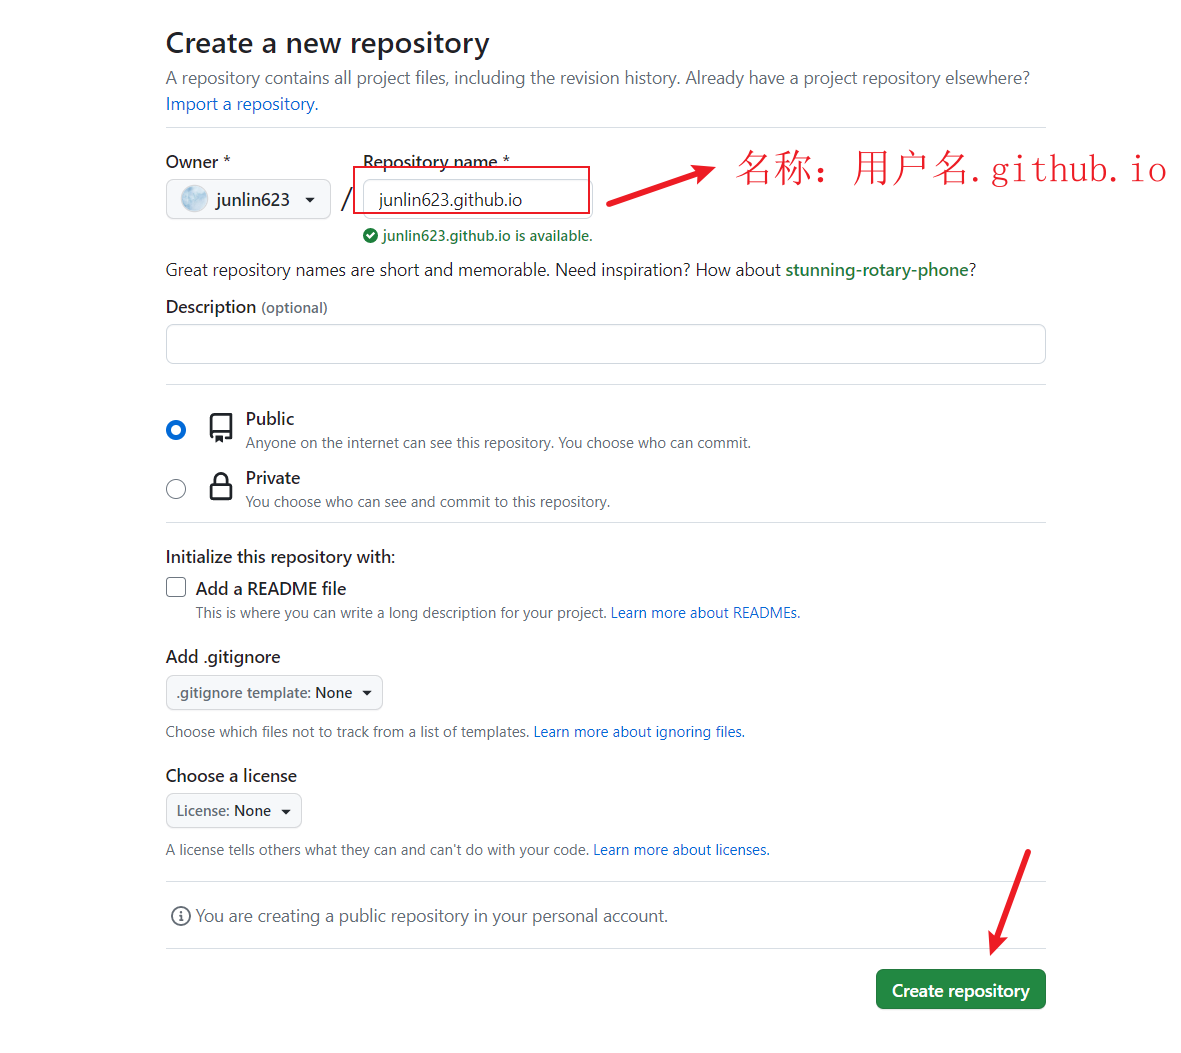 Create a new repository
A repository contains all project files, including the revision history. Already have a project repository elsewhere?
Import a repository.
Owner *
Repository name *
junlin623
/
junlin623.github.io
名称：用户名.github.io
junlin623.github.io is available.
Great repository names are short and memorable. Need inspiration? How about stunning-rotary-phone?
Description (optional)
Public
Anyone on the internet can see this repository. You choose who can commit.
Private
You choose who can see and commit to this repository.
Initialize this repository with:
Add a README file
This is where you can write a long description for your project. Learn more about READMEs.
Add .gitignore
.gitignore template: None
Choose which files not to track from a list of templates. Learn more about ignoring files.
Choose a license
License: None
A license tells others what they can and can't do with your code. Learn more about licenses.
You are creating a public repository in your personal account.
Create repository